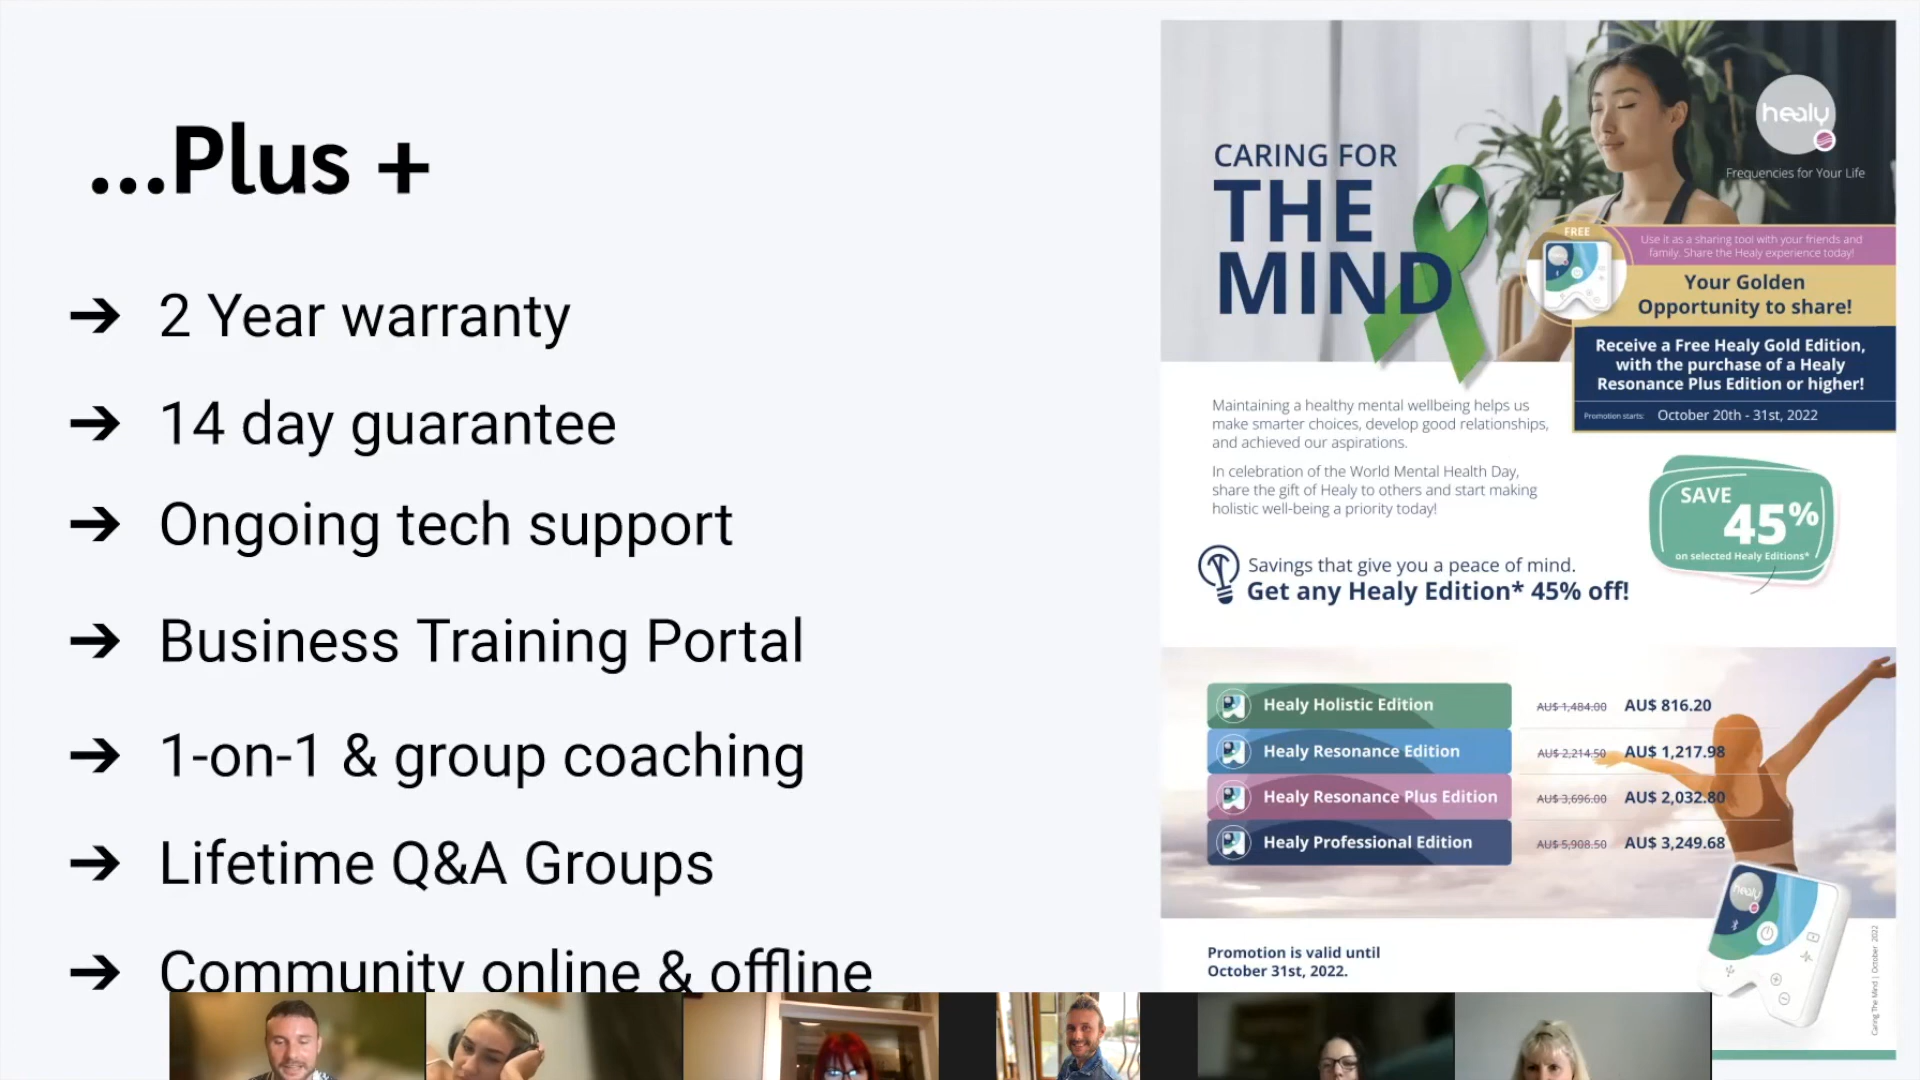 ...Plus +
➔ 2 Year warranty
➔ 14 day guarantee
➔ Ongoing tech support
➔ Business Training Portal
➔ 1-on-1 & group coaching
➔ Lifetime Q&A Groups
➔ Community online & offline
healy
Frequencies for Your Life
CARING FOR
THE
MIND
FREE
Use it as a sharing tool with your friends and
family. Share the Healy experience today!
Your Golden
Opportunity to share!
Receive a Free Healy Gold Edition,
with the purchase of a Healy
Resonance Plus Edition or higher!
Promotion starts: October 20th - 31st, 2022
Maintaining a healthy mental wellbeing helps us
make smarter choices, develop good relationships,
and achieved our aspirations.
In celebration of the World Mental Health Day,
share the gift of Healy to others and start making
holistic well-being a priority today!
SAVE
45%
on selected Healy Editions*
Savings that give you a peace of mind.
Get any Healy Edition* 45% off!
Healy Holistic Edition AU$ 1,484.00 AU$ 816.20
Healy Resonance Edition AU$ 2,214.50 AU$ 1,217.98
Healy Resonance Plus Edition AU$ 3,696.00 AU$ 2,032.80
Healy Professional Edition AU$ 5,908.50 AU$ 3,249.68
Promotion is valid until
October 31st, 2022.
healy
Caring The Mind | October 2022